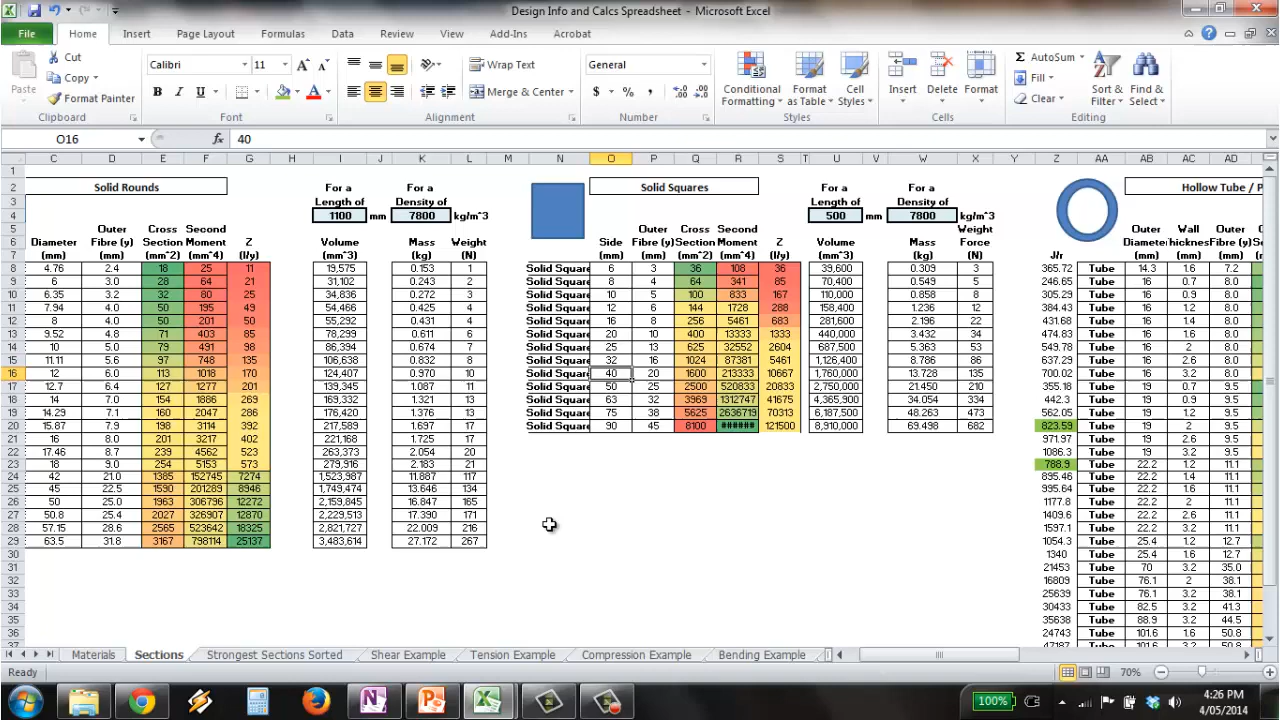 Design Info and Calcs Spreadsheet - Microsoft Excel
File Home Insert Page Layout Formulas Data Review View Add-Ins Acrobat
Cut Calibri 11 Wrap Text General AutoSum
Copy Fill
Paste Format Painter Merge & Center Conditional Formatting Format as Table Cell Styles Insert Delete Format Clear Sort & Filter Find & Select
Clipboard Font Alignment Number Styles Cells Editing
O16 fx 40
C D E F G H I J K L M N O P Q R S T U V W X Y Z AA AB AC AD
1
2 Solid Rounds For a For a Solid Squares For a For a Hollow Tube / P
3 Length of Density of Length of Density of
4 1100 mm 7800 kg/m^3 500 mm 7800 kg/m^3
5 Outer Cross Second Outer Cross Second Weight Outer Wall Outer
6 Diameter Fibre (y) Section Moment Z Volume Mass Weight Side Fibre (y) Section Moment Z Volume Mass Force Diamete hicknes Fibre (y)
7 (mm) (mm) (mm^2) (mm^4) (I/y) (mm^3) (kg) (N) (mm) (mm) (mm^2) (mm^4) (I/y) (mm^3) (kg) (N) J/r (mm) (mm) (mm)
8 4.76 2.4 18 25 11 19,575 0.153 1 Solid Square 6 3 36 108 36 39,600 0.309 3 365.72 Tube 14.3 1.6 7.2
9 6 3.0 28 64 21 31,102 0.243 2 Solid Square 8 4 64 341 85 70,400 0.549 5 246.65 Tube 16 0.7 8.0
10 6.35 3.2 32 80 25 34,836 0.272 3 Solid Square 10 5 100 833 167 110,000 0.858 8 305.29 Tube 16 0.9 8.0
11 7.94 4.0 50 195 49 54,466 0.425 4 Solid Square 12 6 144 1728 288 158,400 1.236 12 384.43 Tube 16 1.2 8.0
12 8 4.0 50 201 50 55,292 0.431 4 Solid Square 16 8 256 5461 683 281,600 2.196 22 431.68 Tube 16 1.4 8.0
13 9.52 4.8 71 403 85 78,299 0.611 6 Solid Square 20 10 400 13333 1333 440,000 3.432 34 474.83 Tube 16 1.6 8.0
14 10 5.0 79 491 98 86,394 0.674 7 Solid Square 25 13 625 32552 2604 687,500 5.363 53 549.28 Tube 16 2 8.0
15 11.11 5.6 97 748 135 106,638 0.832 8 Solid Square 32 16 1024 87381 5461 1,126,400 8.786 86 637.29 Tube 16 2.6 8.0
16 12 6.0 113 1018 170 124,407 0.970 10 Solid Square 40 20 1600 213333 10667 1,760,000 13.728 135 700.02 Tube 16 3.2 8.0
17 12.7 6.4 127 1277 201 139,345 1.087 11 Solid Square 50 25 2500 520833 20833 2,750,000 21.450 210 355.18 Tube 19 0.7 9.5
18 14 7.0 154 1886 269 169,332 1.321 13 Solid Square 63 32 3969 1312747 41675 4,365,900 34.054 334 442.3 Tube 19 0.9 9.5
19 14.29 7.1 160 2047 286 176,420 1.376 13 Solid Square 75 38 5625 2636719 70313 6,187,500 48.263 473 562.05 Tube 19 1.2 9.5
20 15.87 7.9 198 3114 392 217,589 1.697 17 Solid Square 90 45 8100 ###### 121500 8,910,000 69.498 682 823.59 Tube 19 2 9.5
21 16 8.0 201 3217 402 221,168 1.725 17 971.97 Tube 19 2.6 9.5
22 17.46 8.7 239 4562 523 263,373 2.054 20 1086.3 Tube 19 3.2 9.5
23 18 9.0 254 5153 573 279,916 2.183 21 788.9 Tube 22.2 1.2 11.1
24 42 21.0 1385 152745 7274 1,523,987 11.887 117 895.46 Tube 22.2 1.4 11.1
25 45 22.5 1590 201289 8946 1,749,474 13.646 134 995.64 Tube 22.2 1.6 11.1
26 50 25.0 1963 306796 12272 2,159,845 16.847 165 1177.8 Tube 22.2 2 11.1
27 50.8 25.4 2027 326907 12870 2,229,513 17.390 171 1409.6 Tube 22.2 2.6 11.1
28 57.15 28.6 2565 523642 18325 2,821,727 22.009 216 1597.1 Tube 22.2 3.2 11.1
29 63.5 31.8 3167 798114 25137 3,483,614 27.172 267 1054.3 Tube 25.4 1.2 12.7
30 1340 Tube 25.4 1.6 12.7
31 21453 Tube 70 3.2 35.0
32 16809 Tube 76.1 2 38.1
33 25639 Tube 76.1 3.2 38.1
34 30433 Tube 82.5 3.2 41.3
35 35638 Tube 88.9 3.2 44.5
36 24743 Tube 101.6 1.6 50.8
Materials Sections Strongest Sections Sorted Shear Example Tension Example Compression Example Bending Example
Ready 70%
100% 4:26 PM
4/05/2014